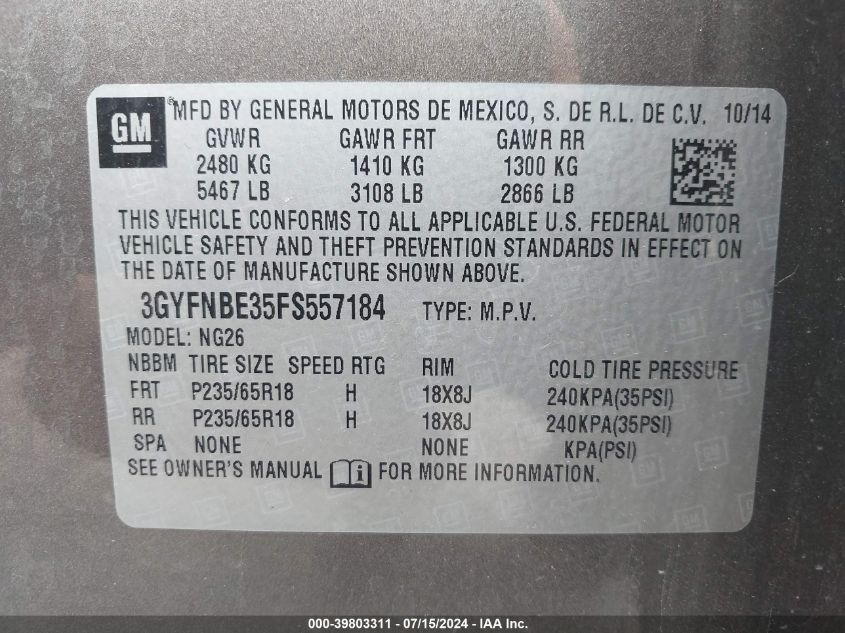 GM
®MFD BY GENERAL MOTORS DE MEXICO, S. DE R.L. DE C.V. 10/14
GVWR GAWR FRT GAWR RR
2480 KG 1410 KG 1300 KG
5467 LB 3108 LB 2866 LB
THIS VEHICLE CONFORMS TO ALL APPLICABLE U.S. FEDERAL MOTOR
VEHICLE SAFETY AND THEFT PREVENTION STANDARDS IN EFFECT ON
THE DATE OF MANUFACTURE SHOWN ABOVE.
3GYFNBE35FS557184 TYPE: M.P.V.
MODEL: NG26
NBBM TIRE SIZE SPEED RTG RIM COLD TIRE PRESSURE
FRT P235/65R18 H 18X8J 240KPA(35PSI)
RR P235/65R18 H 18X8J 240KPA(35PSI)
SPA NONE NONE KPA(PSI)
SEE OWNER'S MANUAL i FOR MORE INFORMATION.
000-39803311 - 07/15/2024 - IAA Inc.